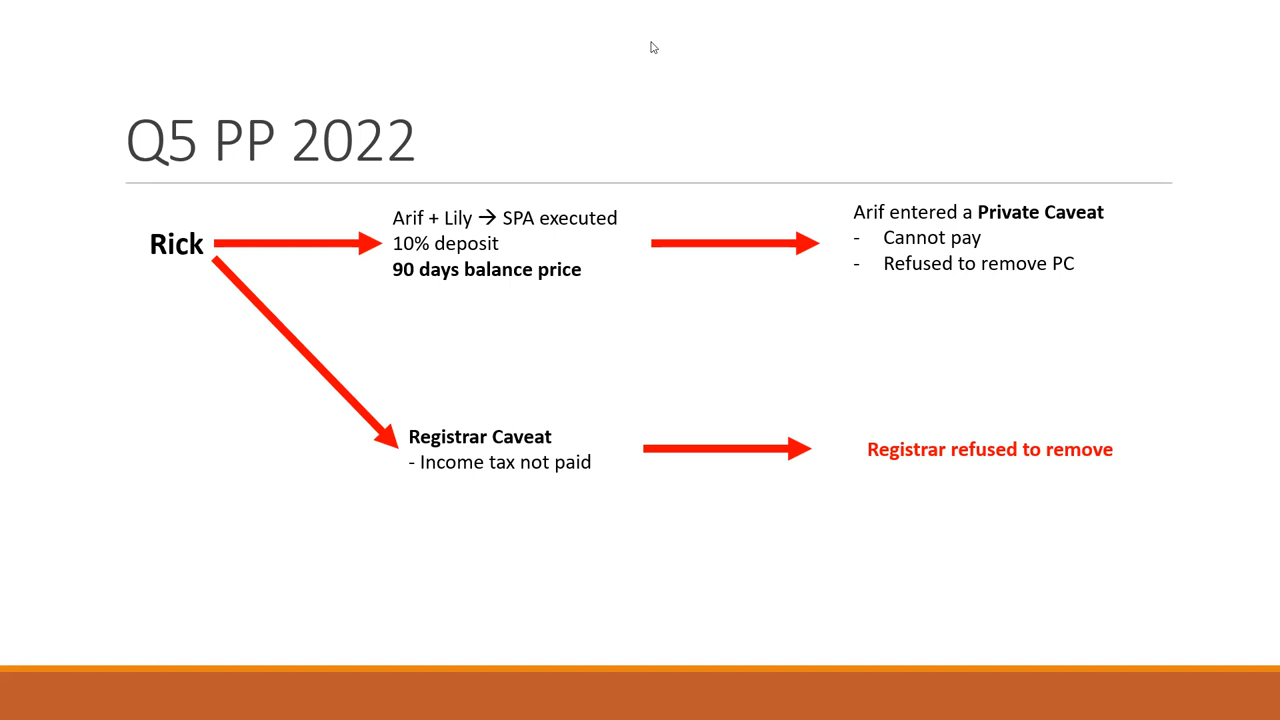 Q5 PP 2022
Rick
Arif + Lily → SPA executed
10% deposit
90 days balance price
Arif entered a Private Caveat
- Cannot pay
- Refused to remove PC
Registrar Caveat
- Income tax not paid
Registrar refused to remove